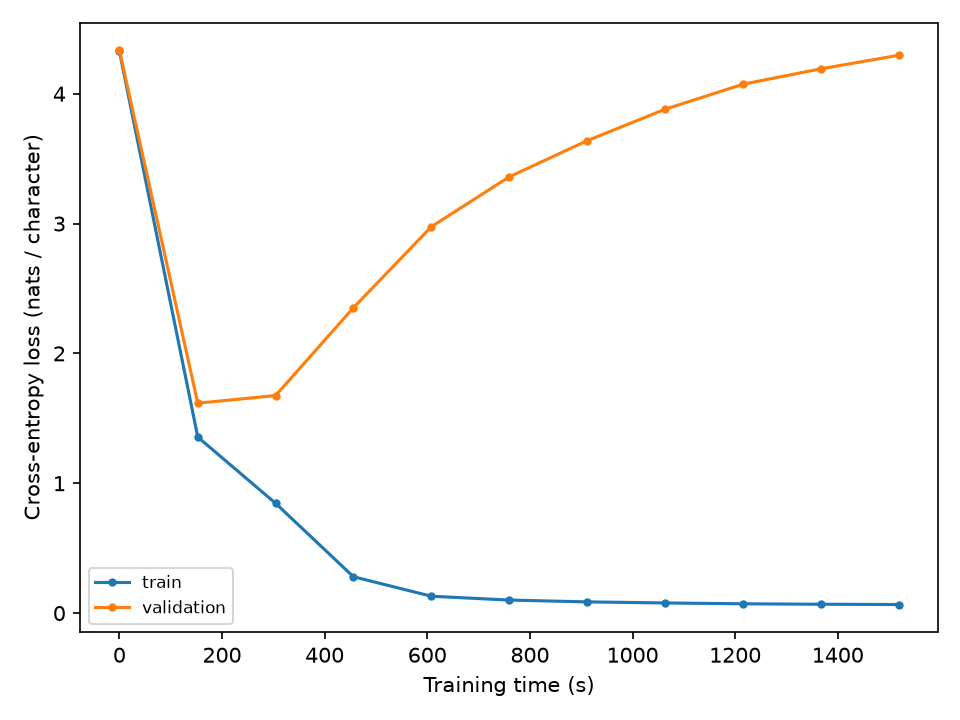 Cross-entropy loss (nats / character)
4
3
2
1
0
train
validation
0 200 400 600 800 1000 1200 1400
Training time (s)